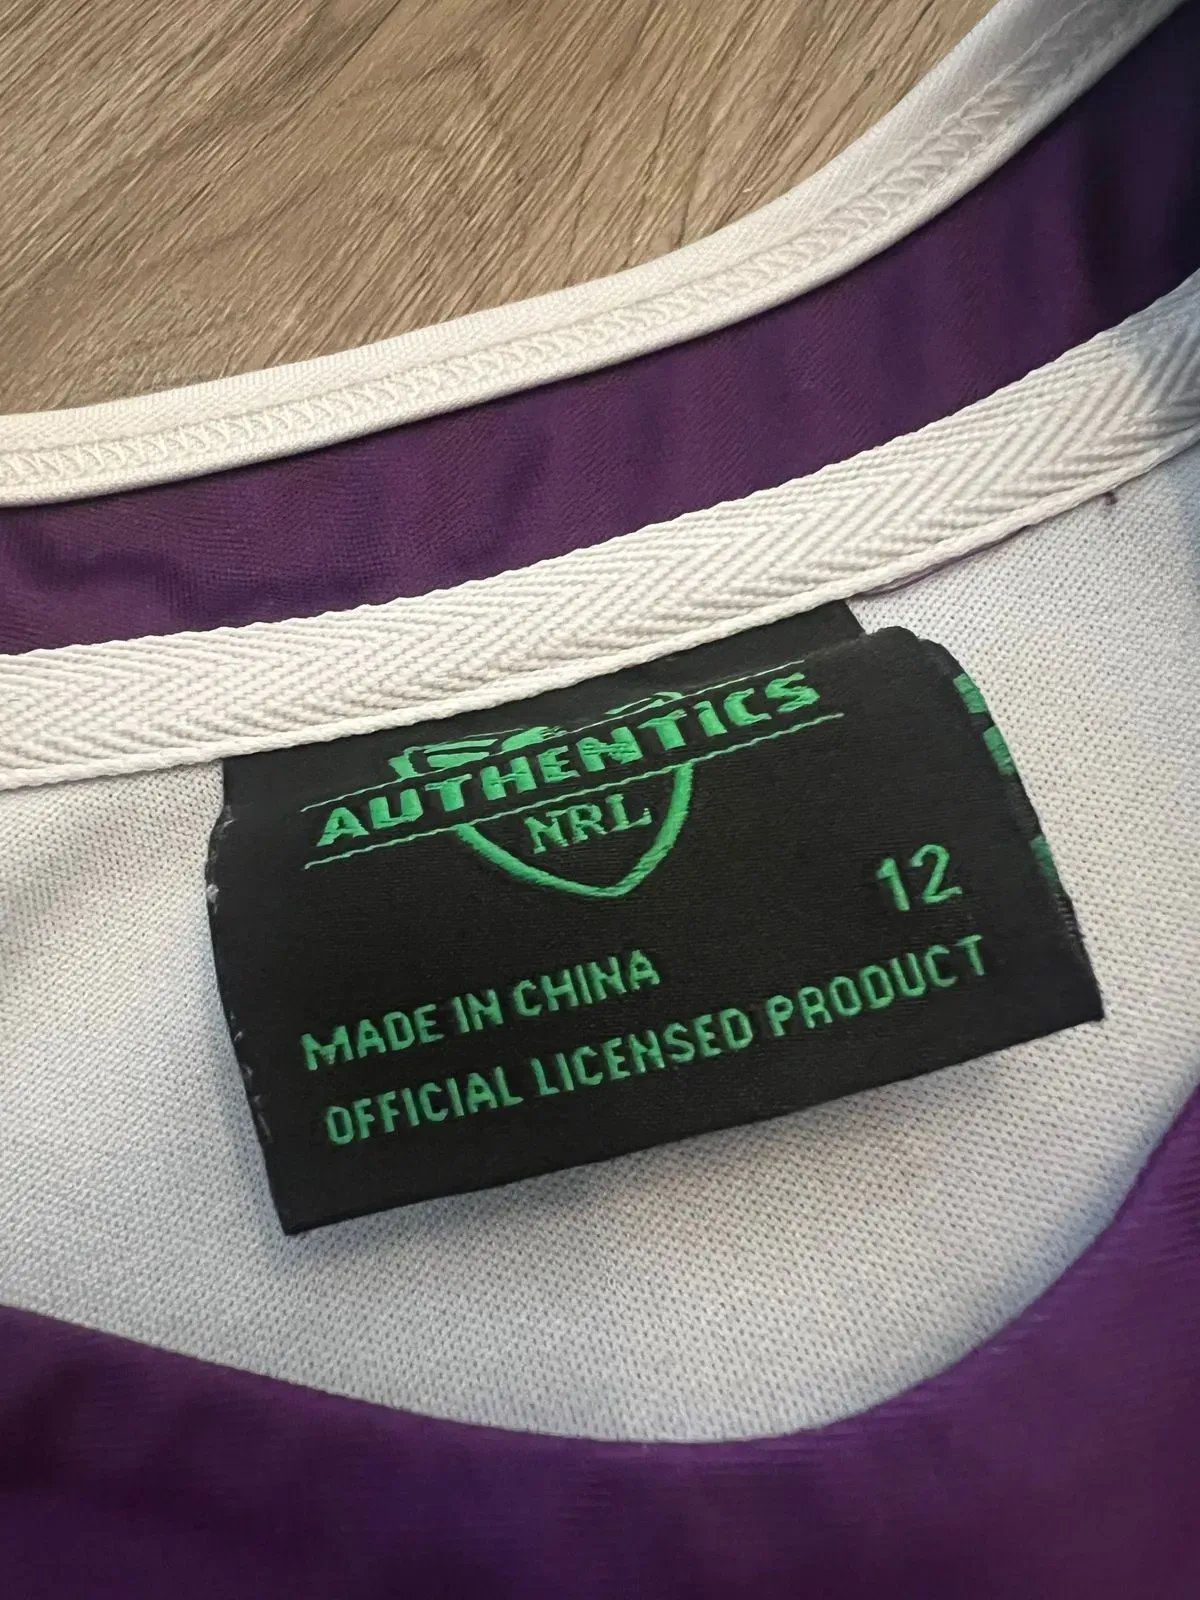 AUTHENTICS
NRL
12
MADE IN CHINA
OFFICIAL LICENSED PRODUCT